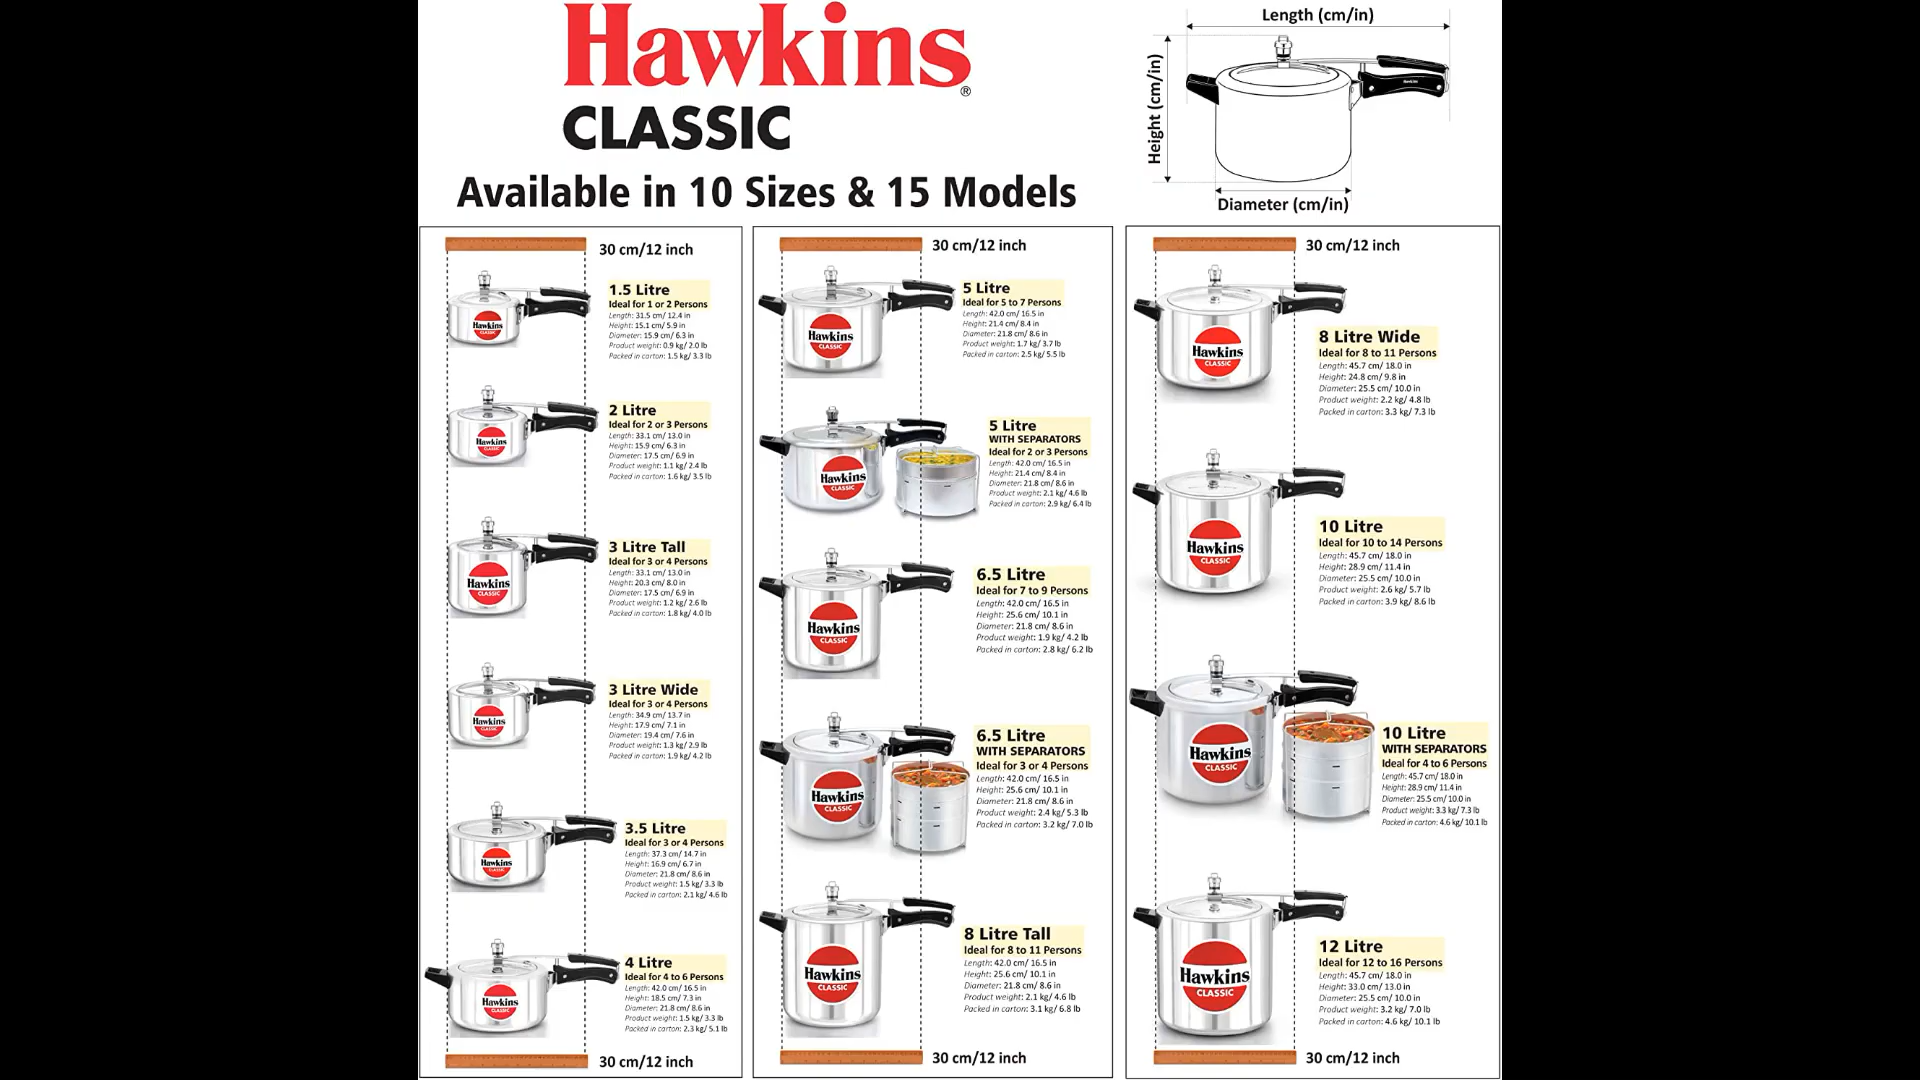 Hawkins®
CLASSIC
Available in 10 Sizes & 15 Models
Length (cm/in)
Height (cm/in)
Diameter (cm/in)
30 cm/12 inch
Hawkins
CLASSIC
1.5 Litre
Ideal for 1 or 2 Persons
Length: 31.5 cm/ 12.4 in
Height: 15.1 cm/ 5.9 in
Diameter: 15.9 cm/ 6.3 in
Product weight: 0.9 kg/ 2.0 lb
Packed in carton: 1.5 kg/ 3.3 lb
Hawkins
CLASSIC
2 Litre
Ideal for 2 or 3 Persons
Length: 33.1 cm/ 13.0 in
Height: 15.9 cm/ 6.3 in
Diameter: 17.5 cm/ 6.9 in
Product weight: 1.1 kg/ 2.4 lb
Packed in carton: 1.6 kg/ 3.5 lb
Hawkins
CLASSIC
3 Litre Tall
Ideal for 3 or 4 Persons
Length: 33.1 cm/ 13.0 in
Height: 20.3 cm/ 8.0 in
Diameter: 17.5 cm/ 6.9 in
Product weight: 1.2 kg/ 2.6 lb
Packed in carton: 1.8 kg/ 4.0 lb
Hawkins
CLASSIC
3 Litre Wide
Ideal for 3 or 4 Persons
Length: 34.9 cm/ 13.7 in
Height: 17.9 cm/ 7.1 in
Diameter: 19.4 cm/ 7.6 in
Product weight: 1.3 kg/ 2.9 lb
Packed in carton: 1.9 kg/ 4.2 lb
Hawkins
CLASSIC
3.5 Litre
Ideal for 3 or 4 Persons
Length: 37.3 cm/ 14.7 in
Height: 16.9 cm/ 6.7 in
Diameter: 21.8 cm/ 8.6 in
Product weight: 1.5 kg/ 3.3 lb
Packed in carton: 2.1 kg/ 4.6 lb
Hawkins
CLASSIC
4 Litre
Ideal for 4 to 6 Persons
Length: 42.0 cm/ 16.5 in
Height: 18.5 cm/ 7.3 in
Diameter: 21.8 cm/ 8.6 in
Product weight: 1.5 kg/ 3.3 lb
Packed in carton: 2.3 kg/ 5.1 lb
30 cm/12 inch
30 cm/12 inch
Hawkins
CLASSIC
5 Litre
Ideal for 5 to 7 Persons
Length: 42.0 cm/ 16.5 in
Height: 21.4 cm/ 8.4 in
Diameter: 21.8 cm/ 8.6 in
Product weight: 1.7 kg/ 3.7 lb
Packed in carton: 2.5 kg/ 5.5 lb
Hawkins
CLASSIC
5 Litre
WITH SEPARATORS
Ideal for 2 or 3 Persons
Length: 42.0 cm/ 16.5 in
Height: 21.4 cm/ 8.4 in
Diameter: 21.8 cm/ 8.6 in
Product weight: 2.1 kg/ 4.6 lb
Packed in carton: 2.9 kg/ 6.4 lb
Hawkins
CLASSIC
6.5 Litre
Ideal for 7 to 9 Persons
Length: 42.0 cm/ 16.5 in
Height: 25.6 cm/ 10.1 in
Diameter: 21.8 cm/ 8.6 in
Product weight: 1.9 kg/ 4.2 lb
Packed in carton: 2.8 kg/ 6.2 lb
Hawkins
CLASSIC
6.5 Litre
WITH SEPARATORS
Ideal for 3 or 4 Persons
Length: 42.0 cm/ 16.5 in
Height: 25.6 cm/ 10.1 in
Diameter: 21.8 cm/ 8.6 in
Product weight: 2.4 kg/ 5.3 lb
Packed in carton: 3.2 kg/ 7.0 lb
Hawkins
CLASSIC
8 Litre Tall
Ideal for 8 to 11 Persons
Length: 42.0 cm/ 16.5 in
Height: 25.6 cm/ 10.1 in
Diameter: 21.8 cm/ 8.6 in
Product weight: 2.1 kg/ 4.6 lb
Packed in carton: 3.1 kg/ 6.8 lb
30 cm/12 inch
30 cm/12 inch
Hawkins
CLASSIC
8 Litre Wide
Ideal for 8 to 11 Persons
Length: 45.7 cm/ 18.0 in
Height: 24.8 cm/ 9.8 in
Diameter: 25.5 cm/ 10.0 in
Product weight: 2.2 kg/ 4.8 lb
Packed in carton: 3.3 kg/ 7.3 lb
Hawkins
CLASSIC
10 Litre
Ideal for 10 to 14 Persons
Length: 45.7 cm/ 18.0 in
Height: 28.9 cm/ 11.4 in
Diameter: 25.5 cm/ 10.0 in
Product weight: 2.6 kg/ 5.7 lb
Packed in carton: 3.9 kg/ 8.6 lb
Hawkins
CLASSIC
10 Litre
WITH SEPARATORS
Ideal for 4 to 6 Persons
Length: 45.7 cm/ 18.0 in
Height: 28.9 cm/ 11.4 in
Diameter: 25.5 cm/ 10.0 in
Product weight: 3.3 kg/ 7.3 lb
Packed in carton: 4.6 kg/ 10.1 lb
Hawkins
CLASSIC
12 Litre
Ideal for 12 to 16 Persons
Length: 45.7 cm/ 18.0 in
Height: 33.0 cm/ 13.0 in
Diameter: 25.5 cm/ 10.0 in
Product weight: 3.2 kg/ 7.0 lb
Packed in carton: 4.6 kg/ 10.1 lb
30 cm/12 inch